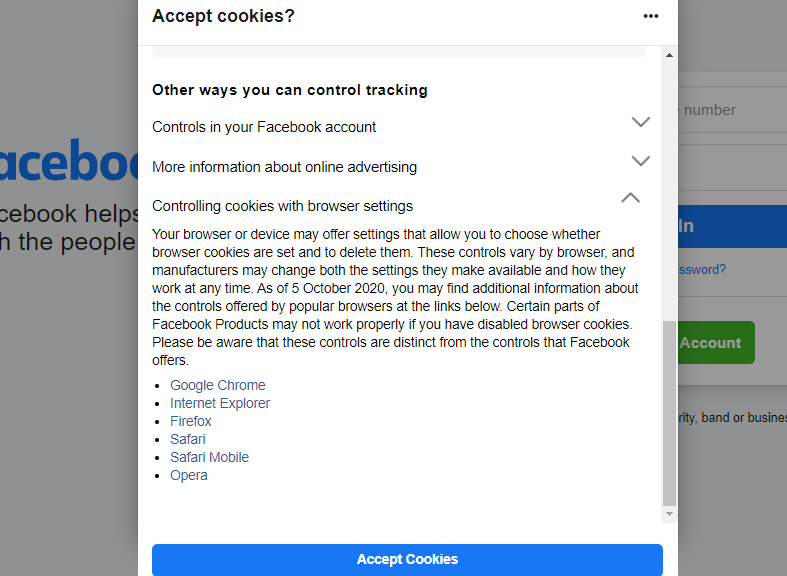 Accept cookies?
Other ways you can control tracking
Controls in your Facebook account
More information about online advertising
Controlling cookies with browser settings
Your browser or device may offer settings that allow you to choose whether
browser cookies are set and to delete them. These controls vary by browser, and
manufacturers may change both the settings they make available and how they
work at any time. As of 5 October 2020, you may find additional information about
the controls offered by popular browsers at the links below. Certain parts of
Facebook Products may not work properly if you have disabled browser cookies.
Please be aware that these controls are distinct from the controls that Facebook
offers.
Google Chrome
Internet Explorer
Firefox
Safari
Safari Mobile
Opera
Accept Cookies
acebo
cebook helps
h the people
number
In
ssword?
Account
rity, band or busine